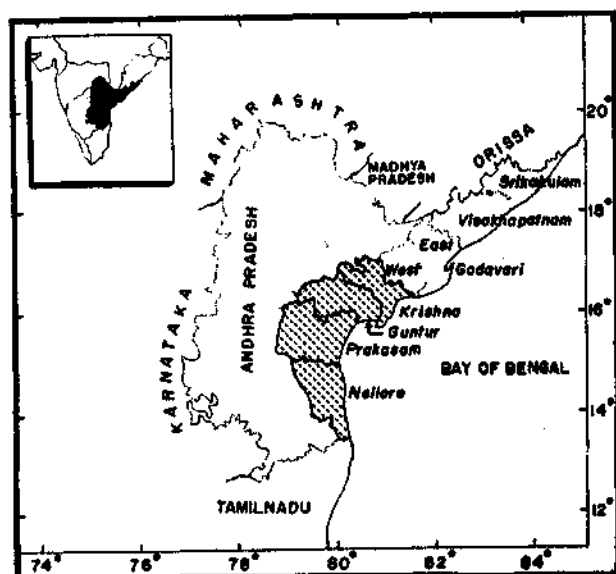 MAHARASHTRA
MADHYA
PRADESH
ORISSA
Srikakulam
Visakhapatnam
East
West
Godavari
Krishna
Guntur
Prakasam
Nellore
ANDHRA PRADESH
KARNATAKA
BAY OF BENGAL
TAMILNADU
20°
18°
16°
14°
12°
74°
76°
78°
80°
82°
84°